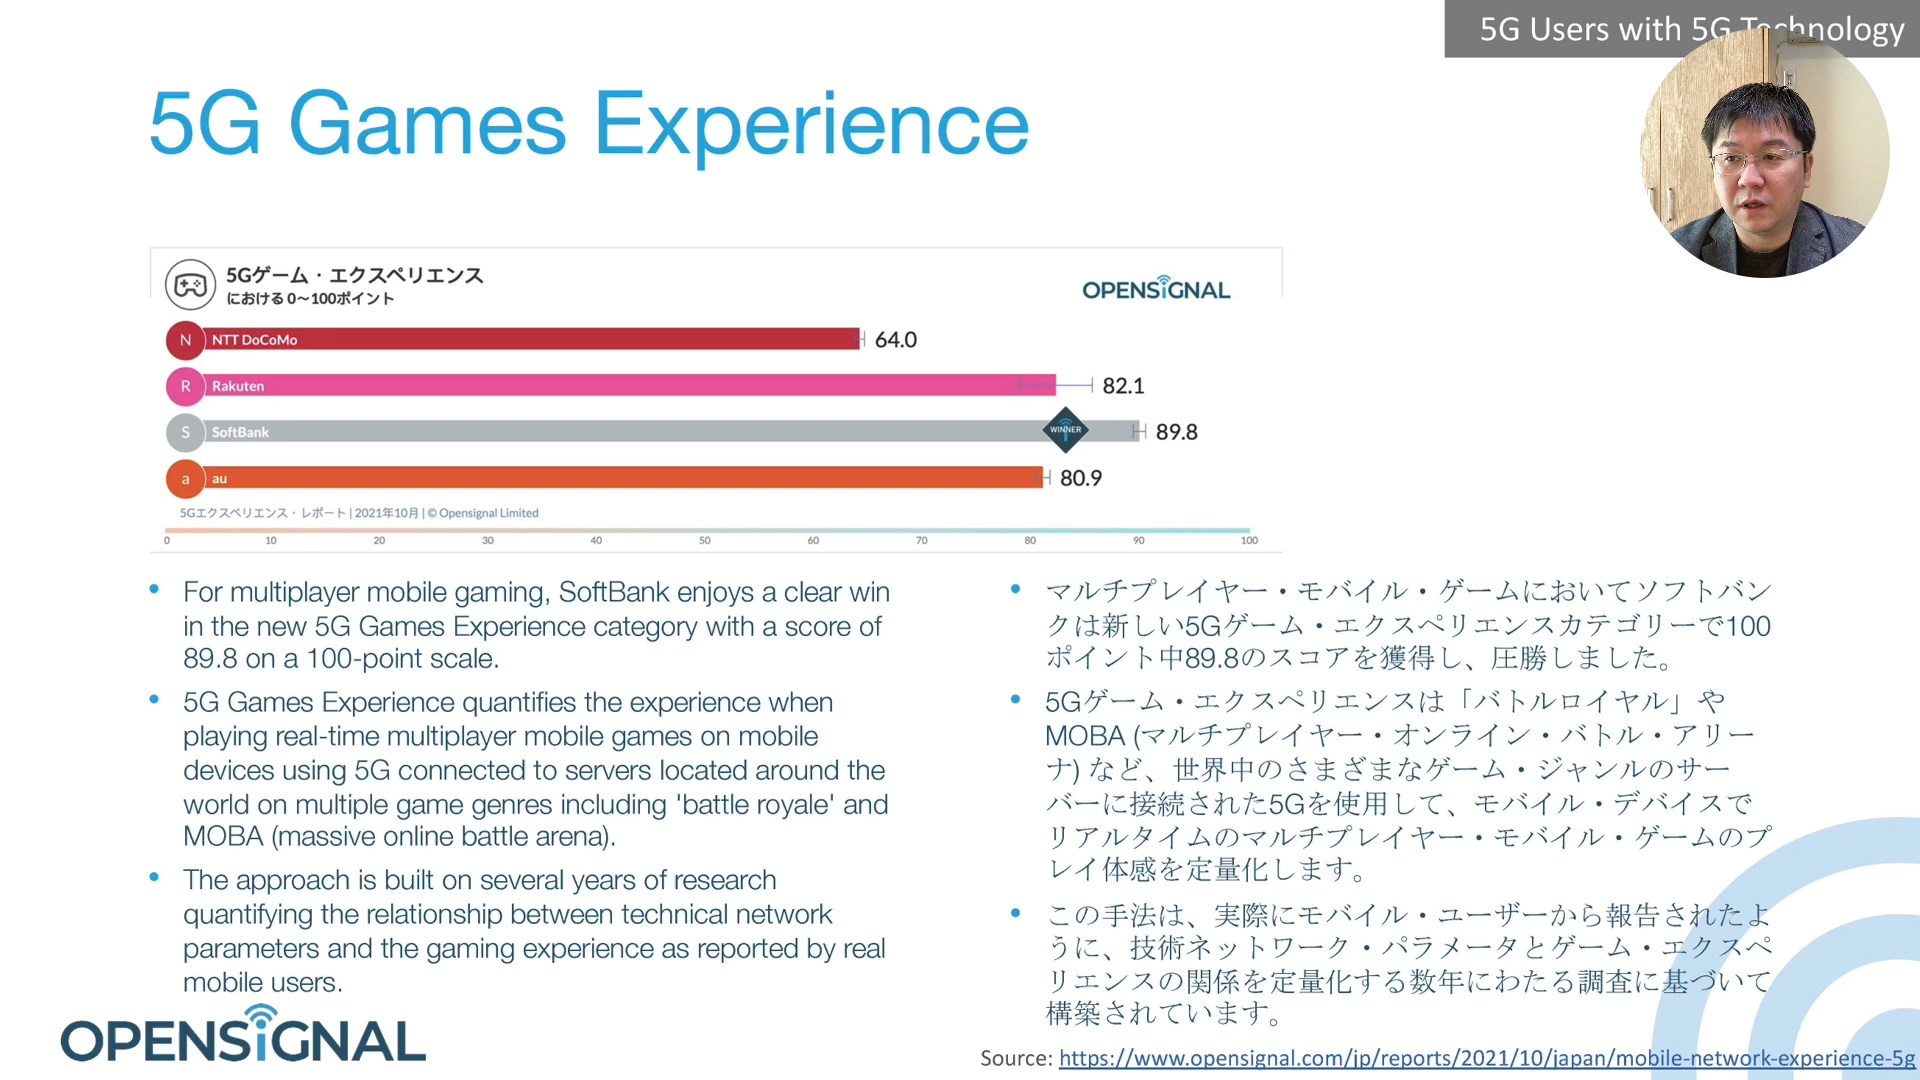 5G Users with 5G Technology
5G Games Experience
5Gゲーム・エクスペリエンス
における 0〜100ポイント
OPENSiGNAL
N NTT DoCoMo 64.0
R Rakuten 82.1
S SoftBank WINNER 89.8
a au 80.9
5Gエクスペリエンス・レポート | 2021年10月 | © Opensignal Limited
0 10 20 30 40 50 60 70 80 90 100
• For multiplayer mobile gaming, SoftBank enjoys a clear win
in the new 5G Games Experience category with a score of
89.8 on a 100-point scale.
• 5G Games Experience quantifies the experience when
playing real-time multiplayer mobile games on mobile
devices using 5G connected to servers located around the
world on multiple game genres including 'battle royale' and
MOBA (massive online battle arena).
• The approach is built on several years of research
quantifying the relationship between technical network
parameters and the gaming experience as reported by real
mobile users.
• マルチプレイヤー・モバイル・ゲームにおいてソフトバン
クは新しい5Gゲーム・エクスペリエンスカテゴリーで100
ポイント中89.8のスコアを獲得し、圧勝しました。
• 5Gゲーム・エクスペリエンスは「バトルロイヤル」や
MOBA (マルチプレイヤー・オンライン・バトル・アリー
ナ) など、世界中のさまざまなゲーム・ジャンルのサー
バーに接続された5Gを使用して、モバイル・デバイスで
リアルタイムのマルチプレイヤー・モバイル・ゲームのプ
レイ体感を定量化します。
• この手法は、実際にモバイル・ユーザーから報告されたよ
うに、技術ネットワーク・パラメータとゲーム・エクスペ
リエンスの関係を定量化する数年にわたる調査に基づいて
構築されています。
OPENSiGNAL
Source: https://www.opensignal.com/jp/reports/2021/10/japan/mobile-network-experience-5g